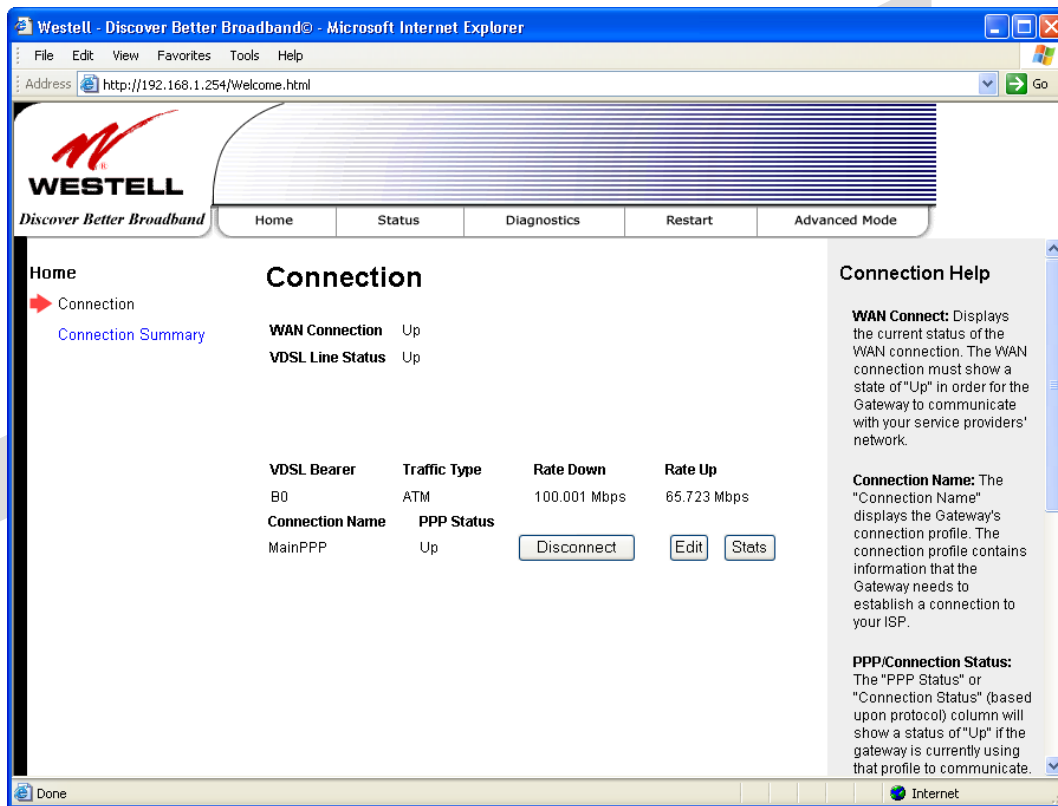 Westell - Discover Better Broadband© - Microsoft Internet Explorer
File Edit View Favorites Tools Help
Address http://192.168.1.254/Welcome.html Go
WESTELL
Discover Better Broadband
Home Status Diagnostics Restart Advanced Mode
Home
Connection
Connection Summary
Connection
WAN Connection Up
VDSL Line Status Up
VDSL Bearer Traffic Type Rate Down Rate Up
B0 ATM 100.001 Mbps 65.723 Mbps
Connection Name PPP Status
MainPPP Up Disconnect Edit Stats
Connection Help
WAN Connect: Displays
the current status of the
WAN connection. The WAN
connection must show a
state of "Up" in order for the
Gateway to communicate
with your service providers'
network.
Connection Name: The
"Connection Name"
displays the Gateway's
connection profile. The
connection profile contains
information that the
Gateway needs to
establish a connection to
your ISP.
PPP/Connection Status:
The "PPP Status" or
"Connection Status" (based
upon protocol) column will
show a status of "Up" if the
gateway is currently using
that profile to communicate.
Done Internet